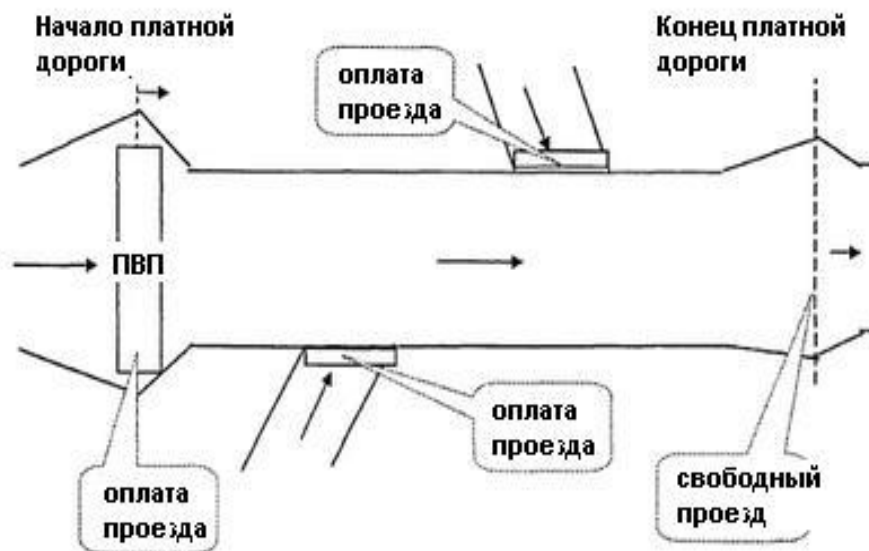 Начало платной
дороги
Конец платной
дороги
оплата
проезда
ПВП
оплата
проезда
оплата
проезда
свободный
проезд